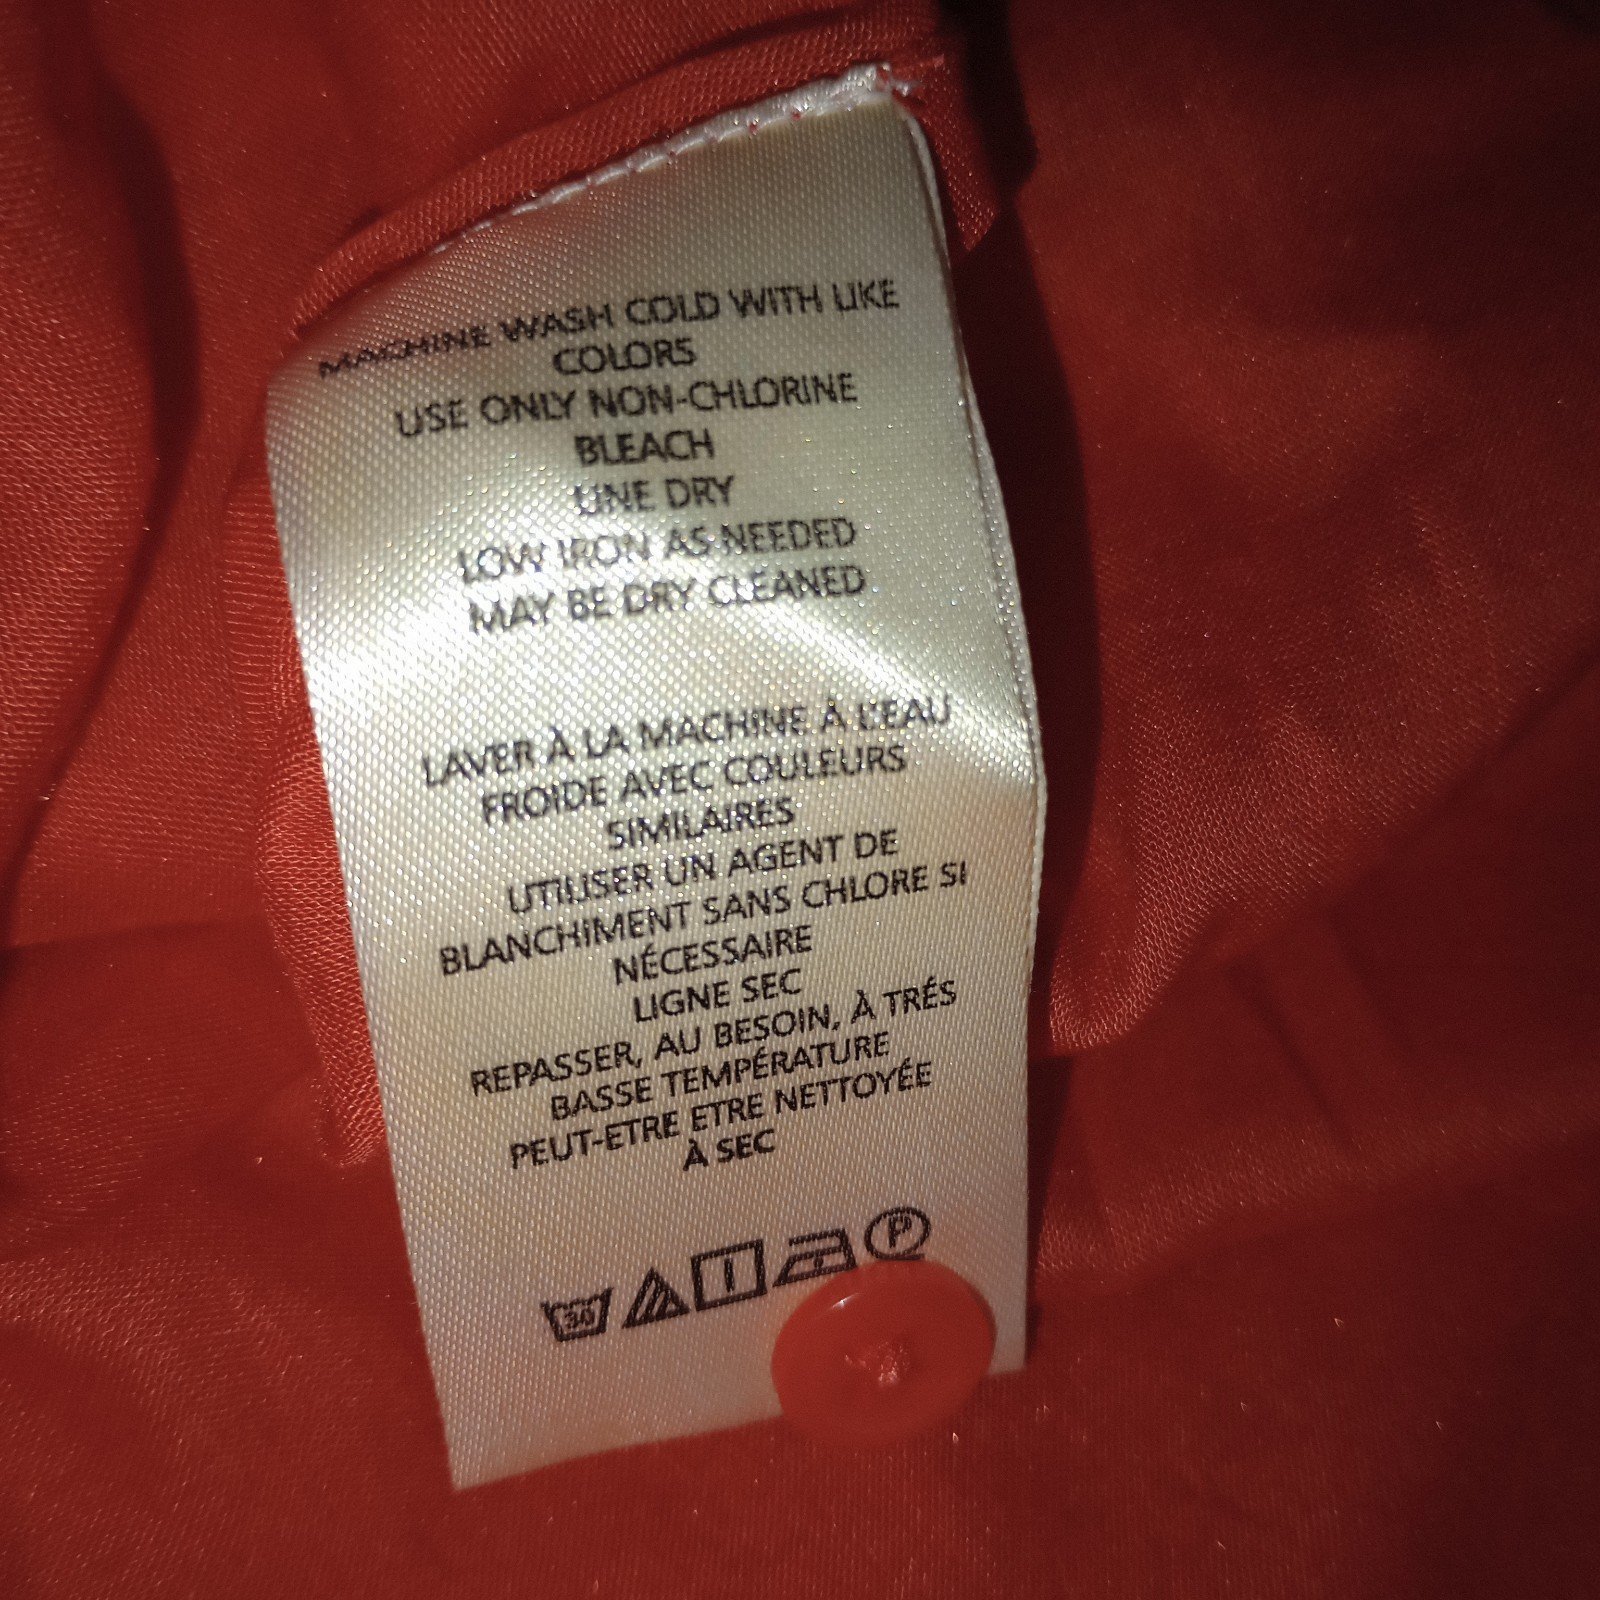 MACHINE WASH COLD WITH LIKE
COLORS
USE ONLY NON-CHLORINE
BLEACH
LINE DRY
LOW IRON AS NEEDED
MAY BE DRY CLEANED
LAVER À LA MACHINE À L'EAU
FROIDE AVEC COULEURS
SIMILAIRES
UTILISER UN AGENT DE
BLANCHIMENT SANS CHLORE SI
NÉCESSAIRE
LIGNE SEC
REPASSER, AU BESOIN, À TRÉS
BASSE TEMPÉRATURE
PEUT-ETRE ETRE NETTOYÉE
À SEC
30 P